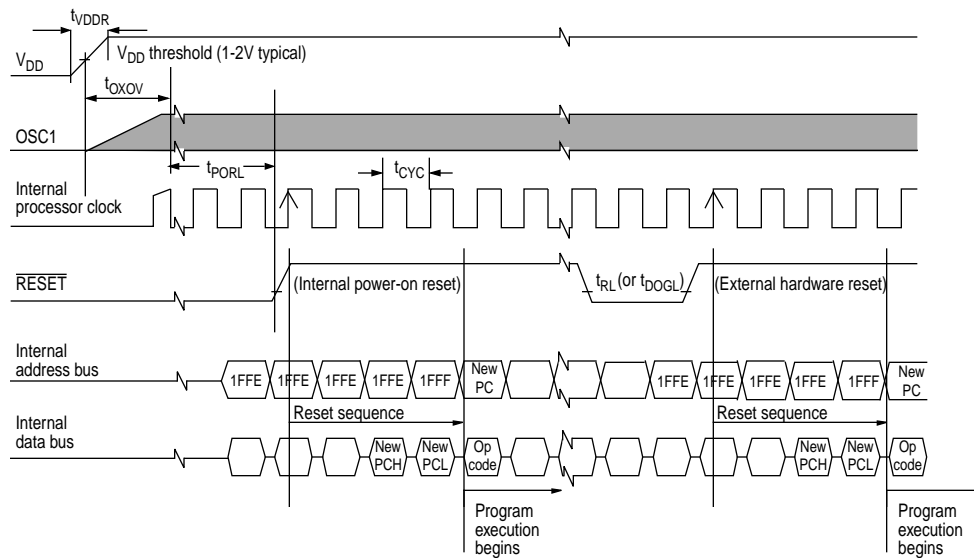 tVDDR
VDD
VDD threshold (1-2V typical)
tOXOV
OSC1
tPORL
tCYC
Internal
processor clock
RESET
(Internal power-on reset)
tRL (or tDOGL)
(External hardware reset)
Internal
address bus
1FFE 1FFE 1FFE 1FFE 1FFF New PC 1FFE 1FFE 1FFE 1FFE 1FFF New PC
Reset sequence Reset sequence
Internal
data bus
New PCH New PCL Op code New PCH New PCL Op code
Program
execution
begins
Program
execution
begins